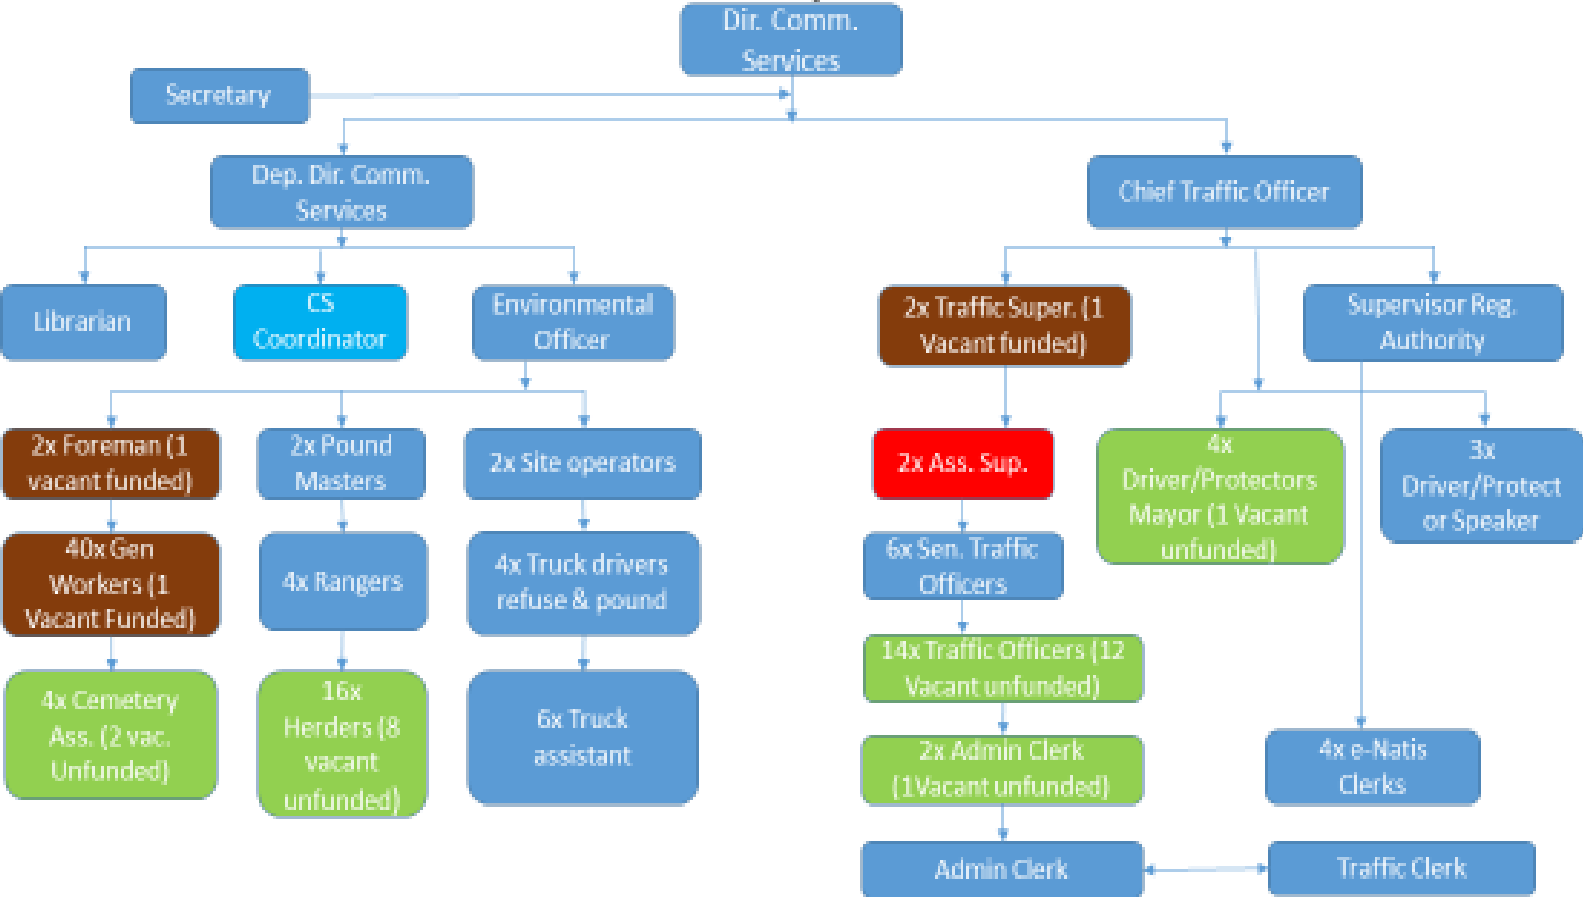 Dir. Comm.
Services
Secretary
Dep. Dir. Comm.
Services
Chief Traffic Officer
Librarian
CS
Coordinator
Environmental
Officer
2x Traffic Super. (1
Vacant funded)
Supervisor Reg.
Authority
2x Foreman (1
vacant funded)
2x Pound
Masters
2x Site operators
2x Ass. Sup.
4x
Driver/Protectors
Mayor (1 Vacant
unfunded)
3x
Driver/Protect
or Speaker
40x Gen
Workers (1
Vacant Funded)
4x Rangers
4x Truck drivers
refuse & pound
6x Sen. Traffic
Officers
14x Traffic Officers (12
Vacant unfunded)
4x Cemetery
Ass. (2 vac.
Unfunded)
16x
Herders (8
vacant
unfunded)
6x Truck
assistant
2x Admin Clerk
(1Vacant unfunded)
4x e-Natis
Clerks
Admin Clerk
Traffic Clerk